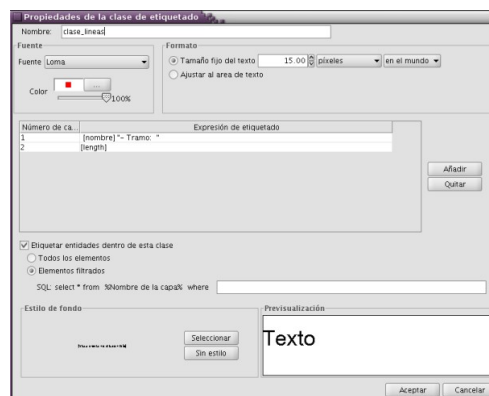 Propiedades de la clase de etiquetado
Nombre: clase_lineas
Fuente
Fuente Loma
Color
...
100%
Formato
Tamaño fijo del texto 15.00 píxeles en el mundo
Ajustar al area de texto
Número de ca... Expresión de etiquetado
1 [nombre] "- Tramo: "
2 [length]
Añadir
Quitar
Etiquetar entidades dentro de esta clase
Todos los elementos
Elementos filtrados
SQL: select * from %Nombre de la capa% where
Estilo de fondo
Seleccionar
Sin estilo
Previsualización
Texto
Aceptar Cancelar